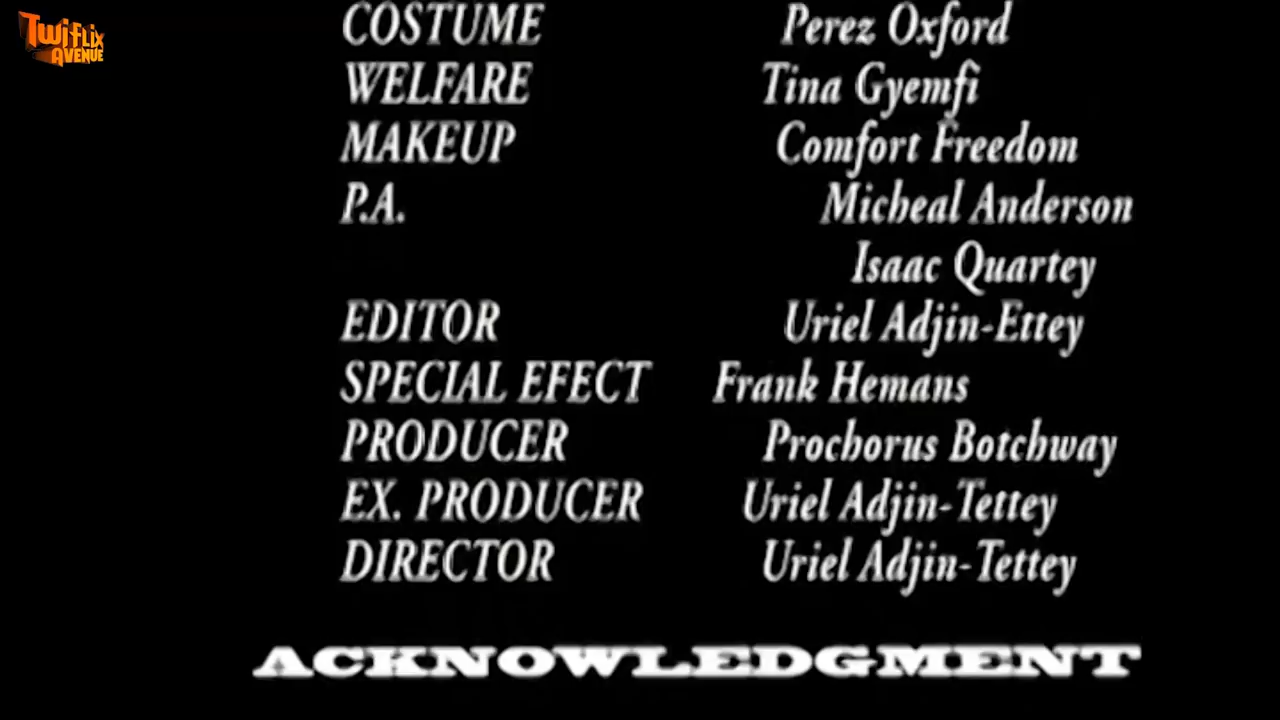 TWiFLix
AVENUE
COSTUME Perez Oxford
WELFARE Tina Gyemfi
MAKEUP Comfort Freedom
P.A. Micheal Anderson
Isaac Quartey
EDITOR Uriel Adjin-Ettey
SPECIAL EFECT Frank Hemans
PRODUCER Prochorus Botchway
EX. PRODUCER Uriel Adjin-Tettey
DIRECTOR Uriel Adjin-Tettey
ACKNOWLEDGMENT